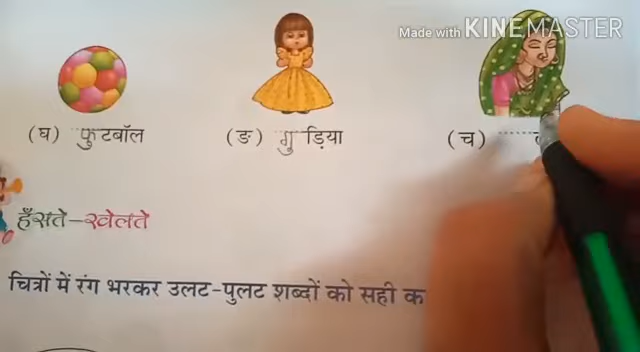 Made with KINEMASTER
(घ) फुटबॉल (ङ) गुड़िया (च)
हँसते-खेलते
चित्रों में रंग भरकर उलट-पुलट शब्दों को सही क